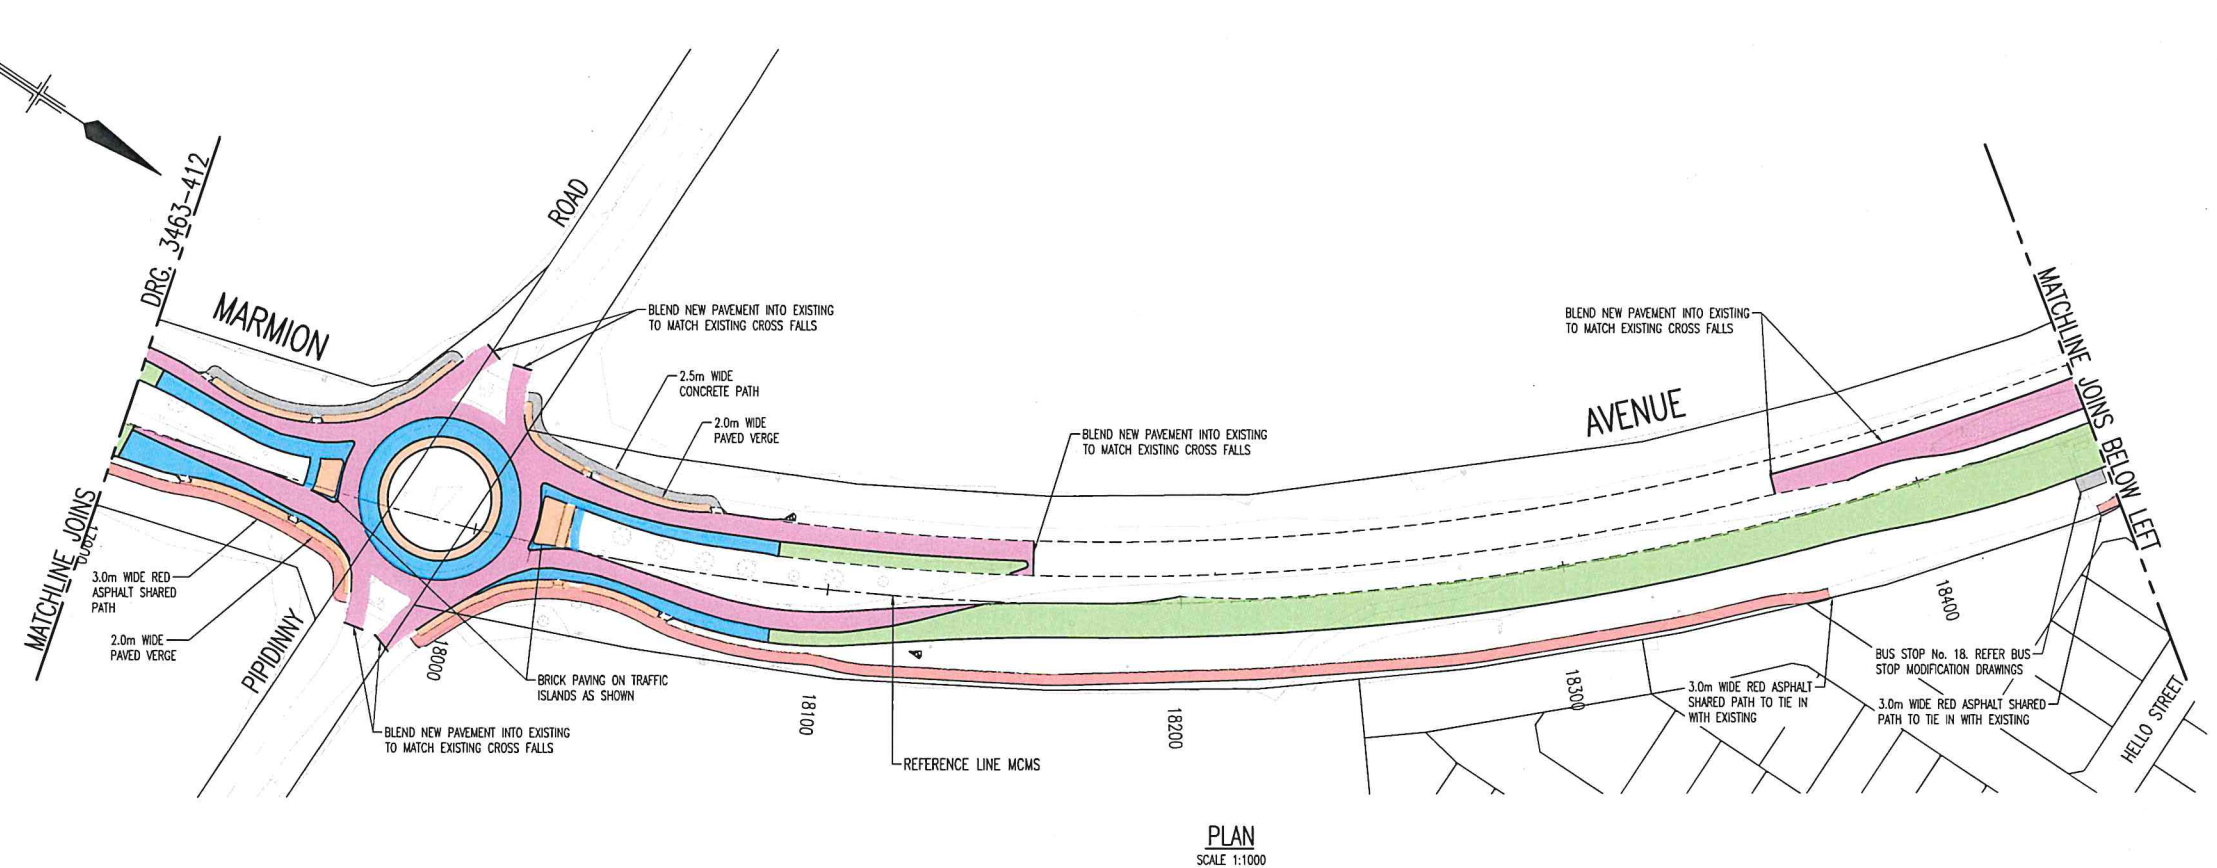 DRG. 3463-412
MATCHLINE JOINS
MARMION
ROAD
BLEND NEW PAVEMENT INTO EXISTING
TO MATCH EXISTING CROSS FALLS
2.5m WIDE
CONCRETE PATH
2.0m WIDE
PAVED VERGE
BLEND NEW PAVEMENT INTO EXISTING
TO MATCH EXISTING CROSS FALLS
BLEND NEW PAVEMENT INTO EXISTING
TO MATCH EXISTING CROSS FALLS
AVENUE
MATCHLINE JOINS BELOW LEFT
17900
3.0m WIDE RED
ASPHALT SHARED
PATH
2.0m WIDE
PAVED VERGE
PIPIDINNY
18000
BRICK PAVING ON TRAFFIC
ISLANDS AS SHOWN
BLEND NEW PAVEMENT INTO EXISTING
TO MATCH EXISTING CROSS FALLS
18100
REFERENCE LINE MCMS
18200
18300
18400
3.0m WIDE RED ASPHALT
SHARED PATH TO TIE IN
WITH EXISTING
BUS STOP No. 18. REFER BUS
STOP MODIFICATION DRAWINGS
3.0m WIDE RED ASPHALT SHARED
PATH TO TIE IN WITH EXISTING
HELLO STREET
PLAN
SCALE 1:1000